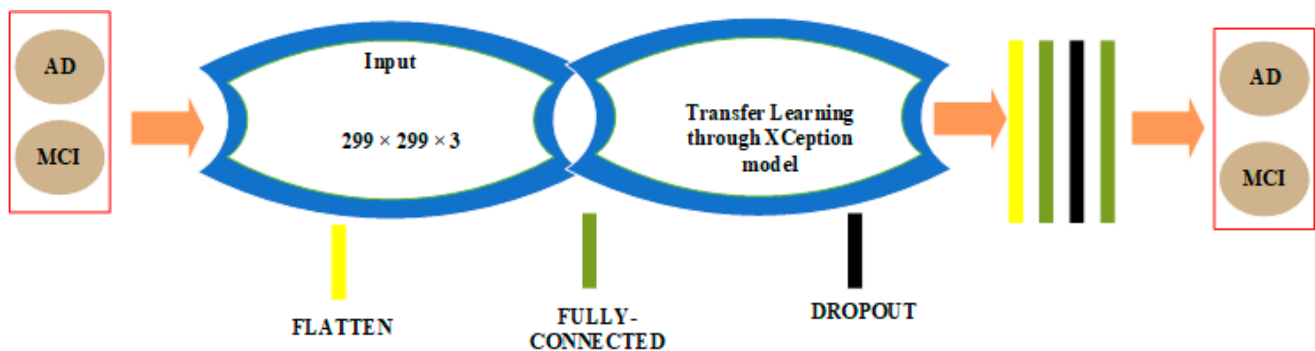 AD
MCI
Input
299 × 299 × 3
Transfer Learning
through XCeption
model
AD
MCI
FLATTEN
FULLY-
CONNECTED
DROPOUT